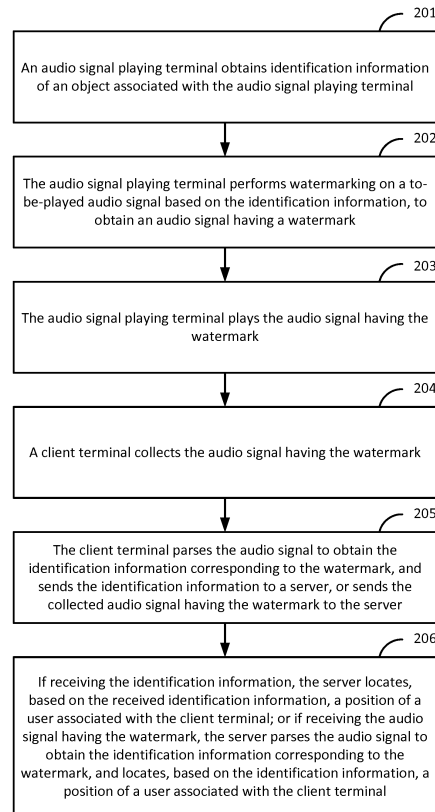 201
An audio signal playing terminal obtains identification information
of an object associated with the audio signal playing terminal
202
The audio signal playing terminal performs watermarking on a to-
be-played audio signal based on the identification information, to
obtain an audio signal having a watermark
203
The audio signal playing terminal plays the audio signal having the
watermark
204
A client terminal collects the audio signal having the watermark
205
The client terminal parses the audio signal to obtain the
identification information corresponding to the watermark, and
sends the identification information to a server, or sends the
collected audio signal having the watermark to the server
206
If receiving the identification information, the server locates,
based on the received identification information, a position of a
user associated with the client terminal; or if receiving the audio
signal having the watermark, the server parses the audio signal to
obtain the identification information corresponding to the
watermark, and locates, based on the identification information, a
position of a user associated with the client terminal